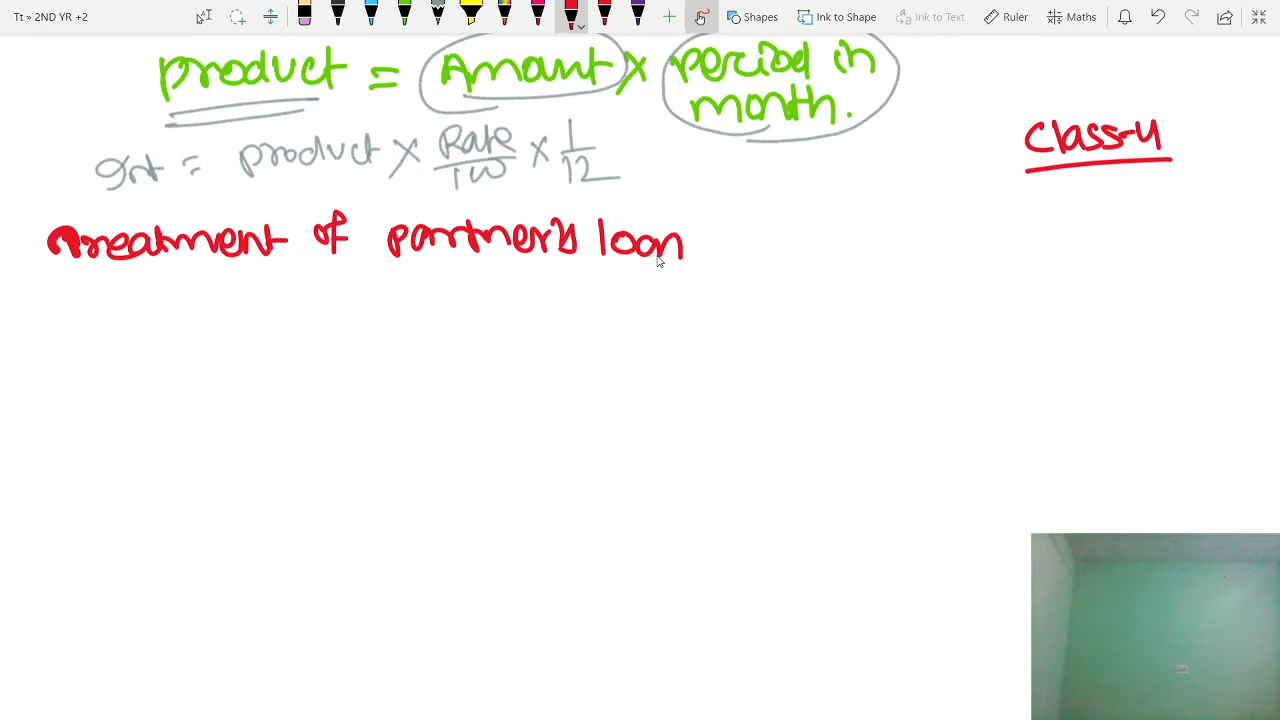 Tt > 2ND YR +2
Shapes
Ink to Shape
Ink to Text
Ruler
Maths
product = Amount × period in
month.
Int = product × Rate/100 × 1/12
Class-4
Treatment of partner's loan